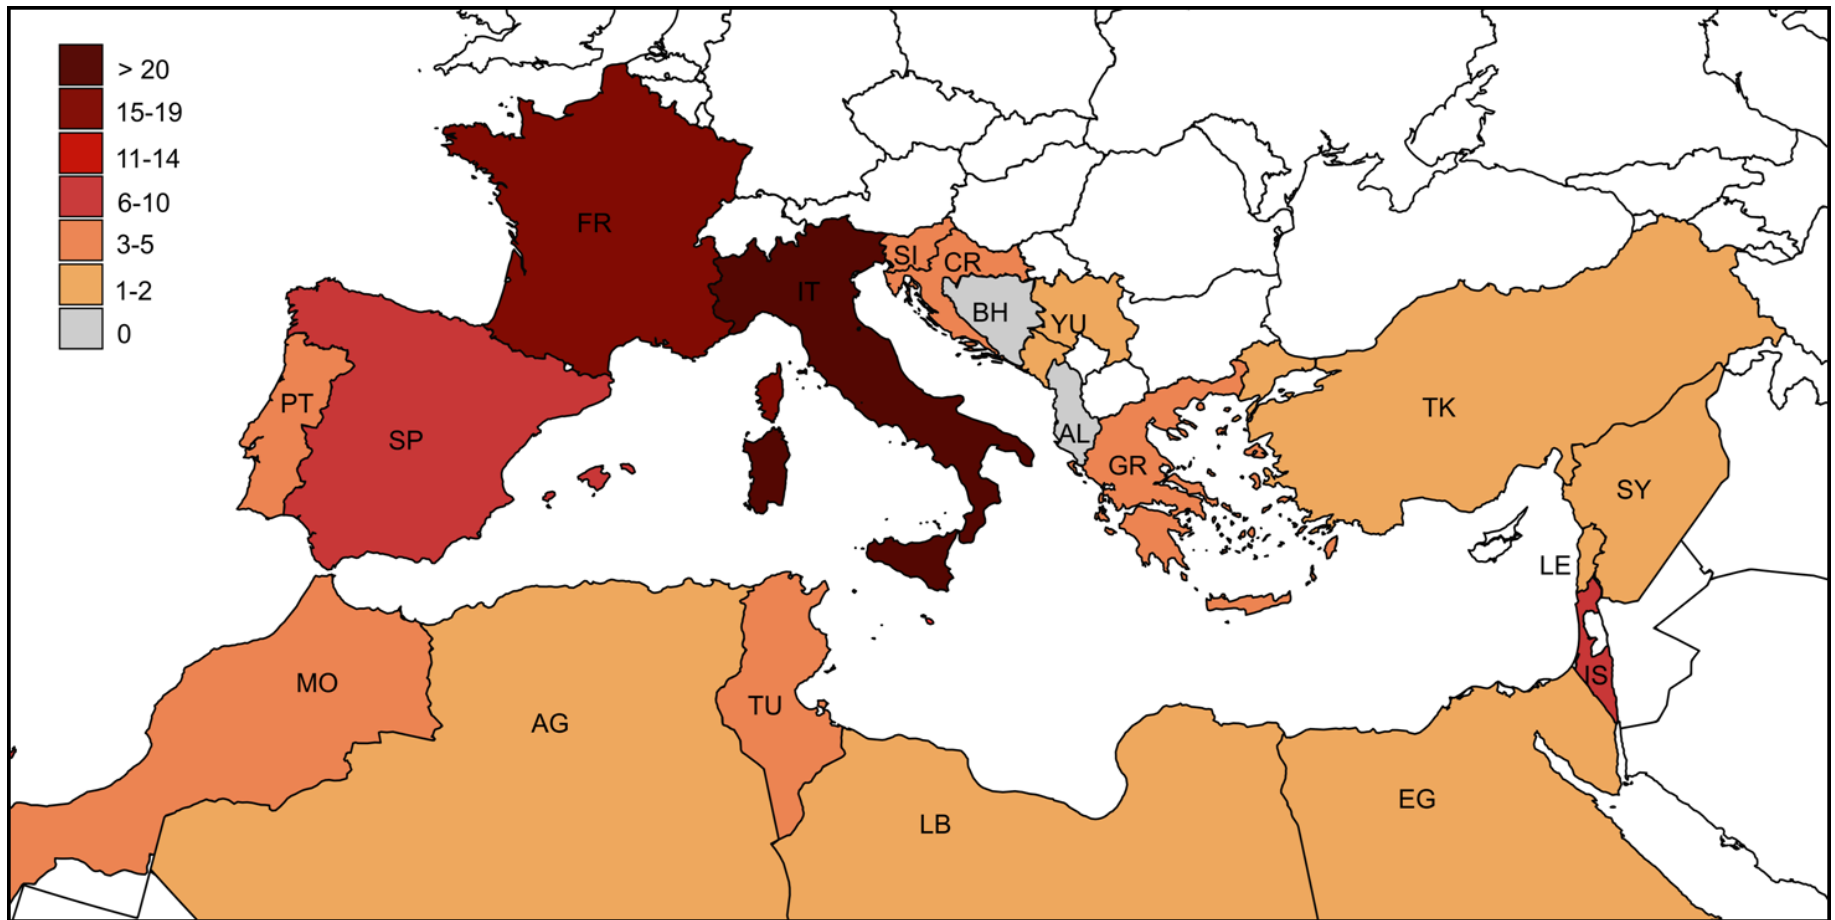 > 20
15-19
11-14
6-10
3-5
1-2
0
FR
IT
SI
CR
BH
YU
PT
SP
AL
GR
TK
SY
LE
IS
MO
AG
TU
LB
EG